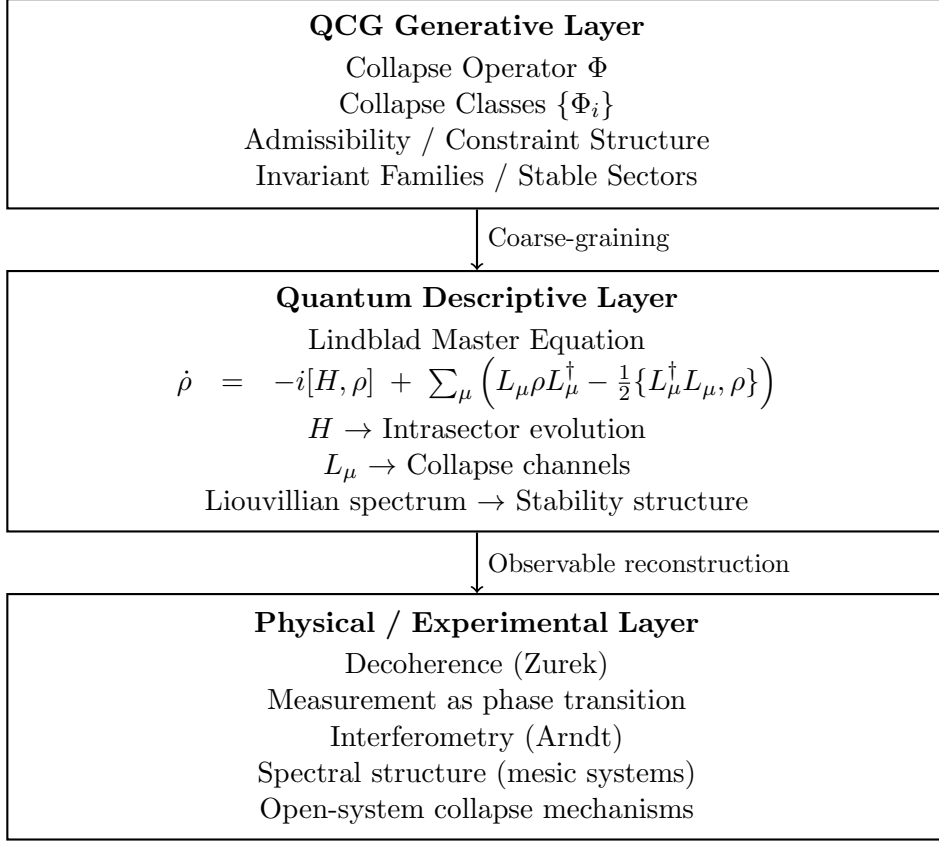 QCG Generative Layer
Collapse Operator Φ
Collapse Classes {Φᵢ}
Admissibility / Constraint Structure
Invariant Families / Stable Sectors
Coarse-graining
Quantum Descriptive Layer
Lindblad Master Equation
ρ̇ = −i[H, ρ] + ∑_μ (L_μ ρ L_μ^† − ½{L_μ^† L_μ, ρ})
H → Intrasector evolution
L_μ → Collapse channels
Liouvillian spectrum → Stability structure
Observable reconstruction
Physical / Experimental Layer
Decoherence (Zurek)
Measurement as phase transition
Interferometry (Arndt)
Spectral structure (mesic systems)
Open-system collapse mechanisms